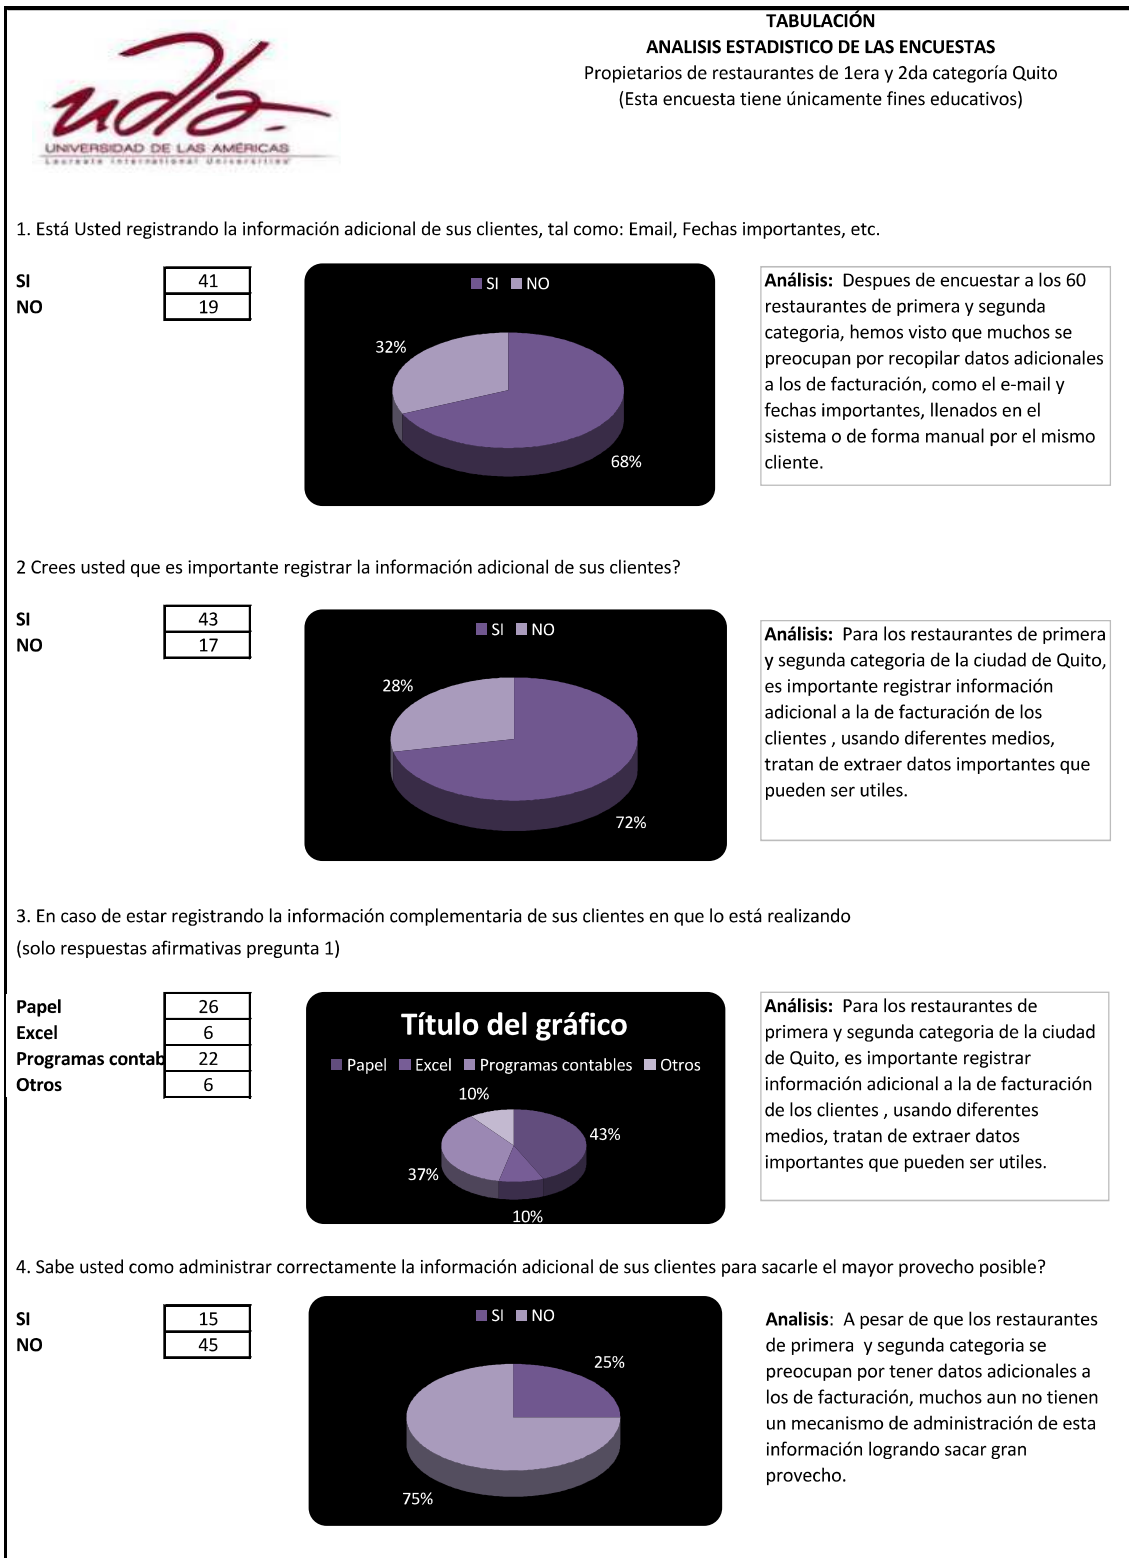 udla-
UNIVERSIDAD DE LAS AMÉRICAS
Laureate International Universities
TABULACIÓN
ANALISIS ESTADISTICO DE LAS ENCUESTAS
Propietarios de restaurantes de 1era y 2da categoría Quito
(Esta encuesta tiene únicamente fines educativos)
1. Está Usted registrando la información adicional de sus clientes, tal como: Email, Fechas importantes, etc.
SI 41
NO 19
SI NO
32%
68%
Análisis: Despues de encuestar a los 60
restaurantes de primera y segunda
categoria, hemos visto que muchos se
preocupan por recopilar datos adicionales
a los de facturación, como el e-mail y
fechas importantes, llenados en el
sistema o de forma manual por el mismo
cliente.
2 Crees usted que es importante registrar la información adicional de sus clientes?
SI 43
NO 17
SI NO
28%
72%
Análisis: Para los restaurantes de primera
y segunda categoria de la ciudad de Quito,
es importante registrar información
adicional a la de facturación de los
clientes , usando diferentes medios,
tratan de extraer datos importantes que
pueden ser utiles.
3. En caso de estar registrando la información complementaria de sus clientes en que lo está realizando
(solo respuestas afirmativas pregunta 1)
Papel 26
Excel 6
Programas contab 22
Otros 6
Título del gráfico
Papel Excel Programas contables Otros
10%
43%
37%
10%
Análisis: Para los restaurantes de
primera y segunda categoria de la ciudad
de Quito, es importante registrar
información adicional a la de facturación
de los clientes , usando diferentes
medios, tratan de extraer datos
importantes que pueden ser utiles.
4. Sabe usted como administrar correctamente la información adicional de sus clientes para sacarle el mayor provecho posible?
SI 15
NO 45
SI NO
25%
75%
Analisis: A pesar de que los restaurantes
de primera y segunda categoria se
preocupan por tener datos adicionales a
los de facturación, muchos aun no tienen
un mecanismo de administración de esta
información logrando sacar gran
provecho.